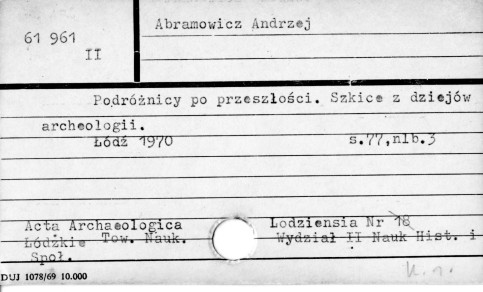 Abramowicz Andrzej
61 961
II
Podróżnicy po przeszłości. Szkice z dziejów
archeologii.
Łódź 1970 s.77,nlb.3
Acta Archaeologica Lodziensia Nr 18
Łódzkie Tow. Nauk. Wydział II Nauk Hist. i
Społ.
DUJ 1078/69 10.000